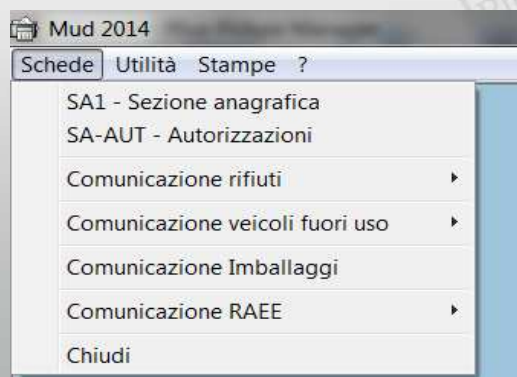 Mud 2014
Schede Utilità Stampe ?
SA1 - Sezione anagrafica
SA-AUT - Autorizzazioni
Comunicazione rifiuti
Comunicazione veicoli fuori uso
Comunicazione Imballaggi
Comunicazione RAEE
Chiudi